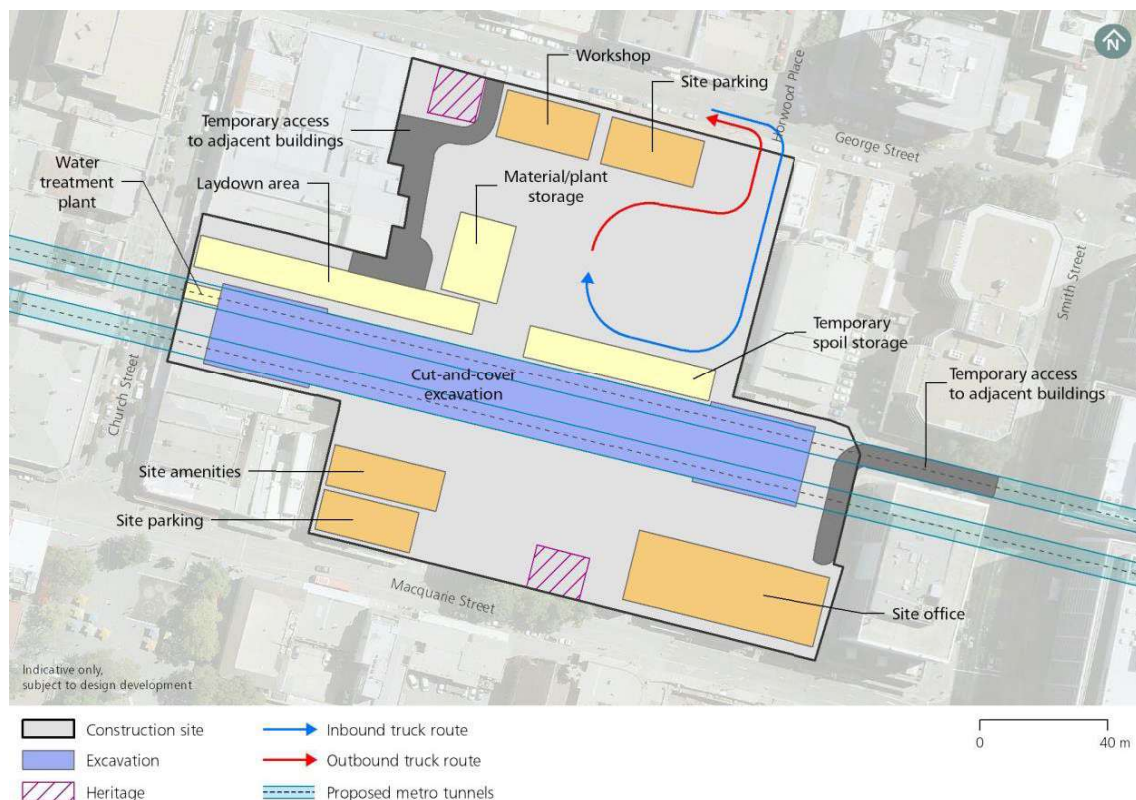 N
Workshop
Site parking
Horwood Place
George Street
Temporary access
to adjacent buildings
Water
treatment
plant
Laydown area
Material/plant
storage
Smith Street
Temporary
spoil storage
Cut-and-cover
excavation
Temporary access
to adjacent buildings
Church Street
Site amenities
Site parking
Macquarie Street
Site office
Indicative only,
subject to design development
Construction site
Inbound truck route
0 40 m
Excavation
Outbound truck route
Heritage
Proposed metro tunnels